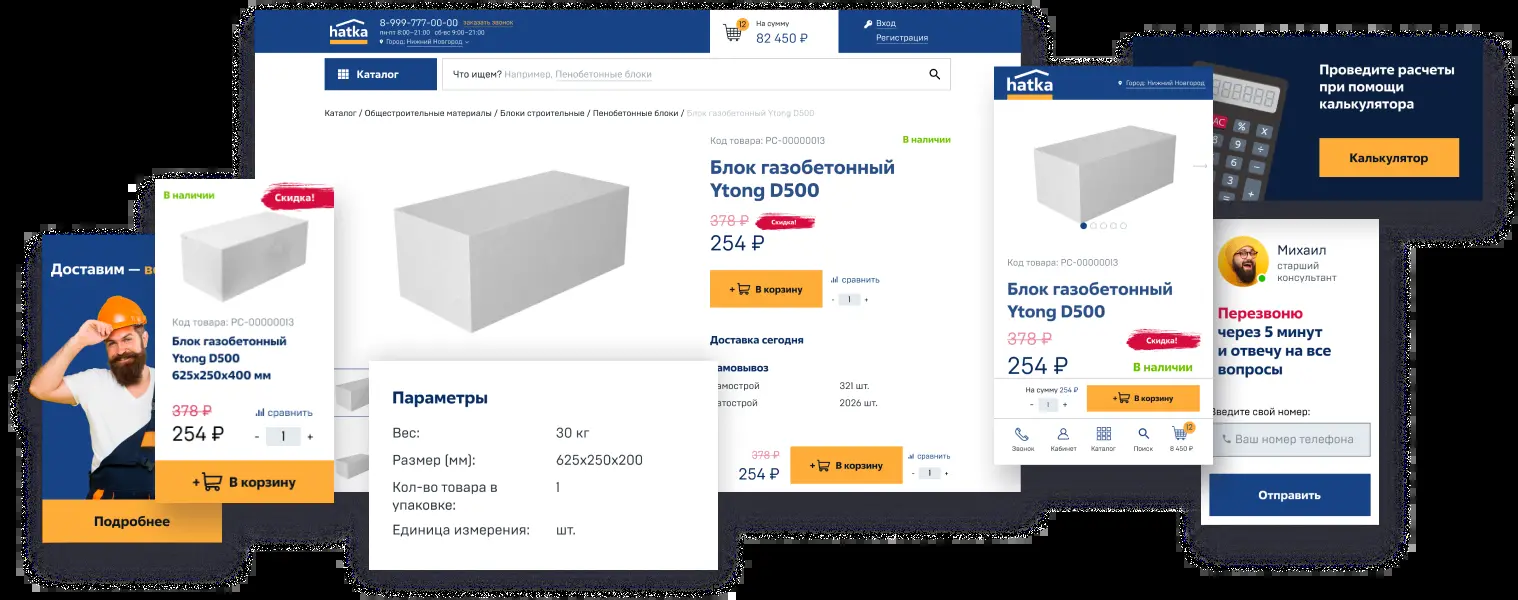 hatka
8-999-777-00-00 заказать звонок
пн-пт 8:00–21:00 сб-вс 9:00–21:00
Город: Нижний Новгород
12
На сумму
82 450 ₽
Вход
Регистрация
Каталог
Что ищем? Например, Пенобетонные блоки
Каталог / Общестроительные материалы / Блоки строительные / Пенобетонные блоки / Блок газобетонный Ytong D500
Код товара: PC-00000013
В наличии
Блок газобетонный
Ytong D500
378 ₽ Скидка!
254 ₽
+ В корзину
сравнить
- 1 +
Доставка сегодня
амовывоз
амострой 321 шт.
атострой 2026 шт.
378 ₽
254 ₽
+ В корзину
сравнить
- 1 +
Доставим —
Подробнее
В наличии
Скидка!
Код товара: PC-00000013
Блок газобетонный
Ytong D500
625x250x400 мм
378 ₽
сравнить
254 ₽
- 1 +
+ В корзину
Параметры
Вес: 30 кг
Размер (мм): 625x250x200
Кол-во товара в
упаковке: 1
Единица измерения: шт.
hatka
Город: Нижний Новгород
Код товара: PC-00000013
Блок газобетонный
Ytong D500
378 ₽
Скидка!
254 ₽
В наличии
На сумму 254 ₽
- 1 +
+ В корзину
12
Звонок
Кабинет
Каталог
Поиск
8 450 ₽
AC % X
8 9 ÷
6 −
3
= +
Проведите расчеты
при помощи
калькулятора
Калькулятор
Михаил
старший
консультант
Перезвоню
через 5 минут
и отвечу на все
вопросы
Введите свой номер:
Ваш номер телефона
Отправить